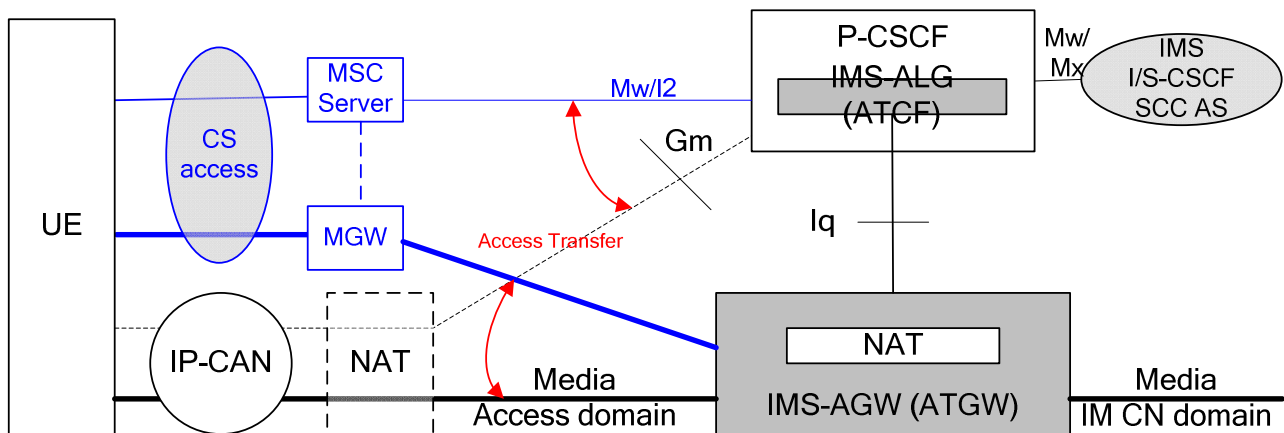 UE
CS
access
MSC
Server
MGW
IP-CAN
NAT
Mw/I2
Gm
Access Transfer
P-CSCF
IMS-ALG
(ATCF)
Mw/
Mx
IMS
I/S-CSCF
SCC AS
Iq
NAT
IMS-AGW (ATGW)
Media
Access domain
Media
IM CN domain